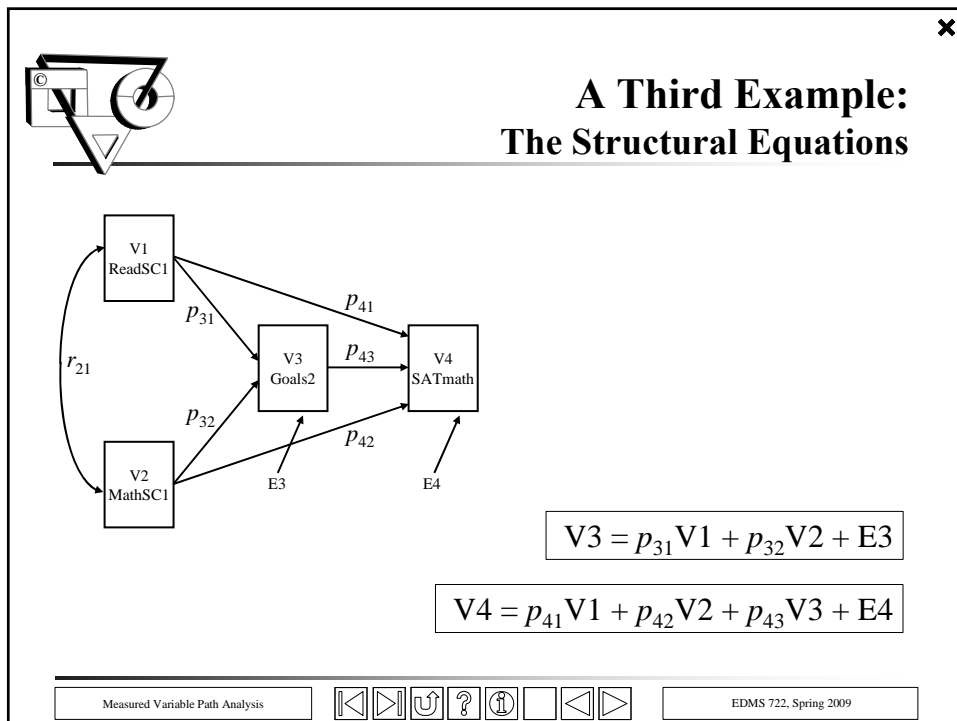 ©
A Third Example:
The Structural Equations
V1
ReadSC1
p41
p31
r21
V3
Goals2
p43
V4
SATmath
p32
p42
V2
MathSC1
E3
E4
V3 = p31V1 + p32V2 + E3
V4 = p41V1 + p42V2 + p43V3 + E4
Measured Variable Path Analysis
?
i
EDMS 722, Spring 2009